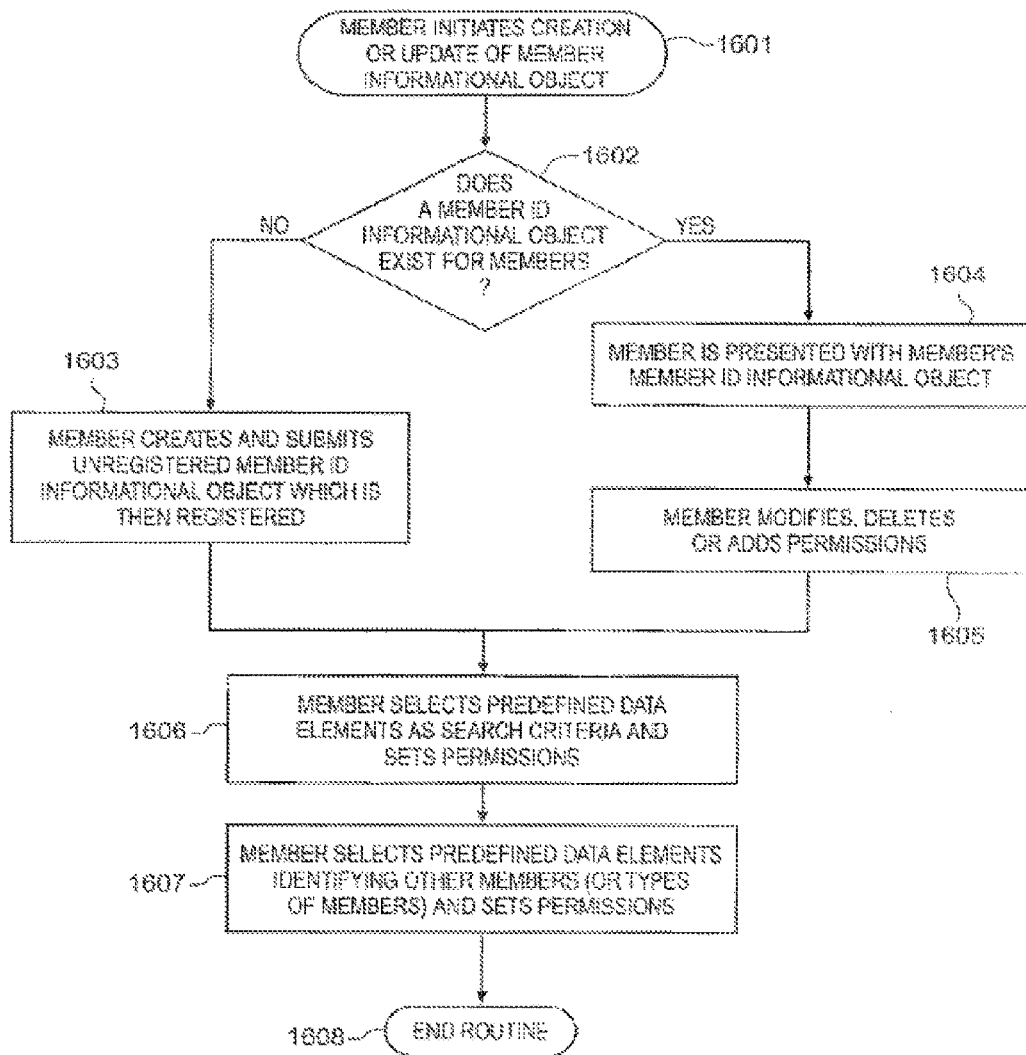 MEMBER INITIATES CREATION
OR UPDATE OF MEMBER
INFORMATIONAL OBJECT
1601
1602
DOES
A MEMBER ID
INFORMATIONAL OBJECT
EXIST FOR MEMBERS
?
NO
YES
1604
MEMBER IS PRESENTED WITH MEMBER'S
MEMBER ID INFORMATIONAL OBJECT
1603
MEMBER CREATES AND SUBMITS
UNREGISTERED MEMBER ID
INFORMATIONAL OBJECT WHICH IS
THEN REGISTERED
MEMBER MODIFIES, DELETES
OR ADDS PERMISSIONS
1605
MEMBER SELECTS PREDEFINED DATA
ELEMENTS AS SEARCH CRITERIA AND
SETS PERMISSIONS
1606
MEMBER SELECTS PREDEFINED DATA ELEMENTS
IDENTIFYING OTHER MEMBERS (OR TYPES
OF MEMBERS) AND SETS PERMISSIONS
1607
1608
END ROUTINE